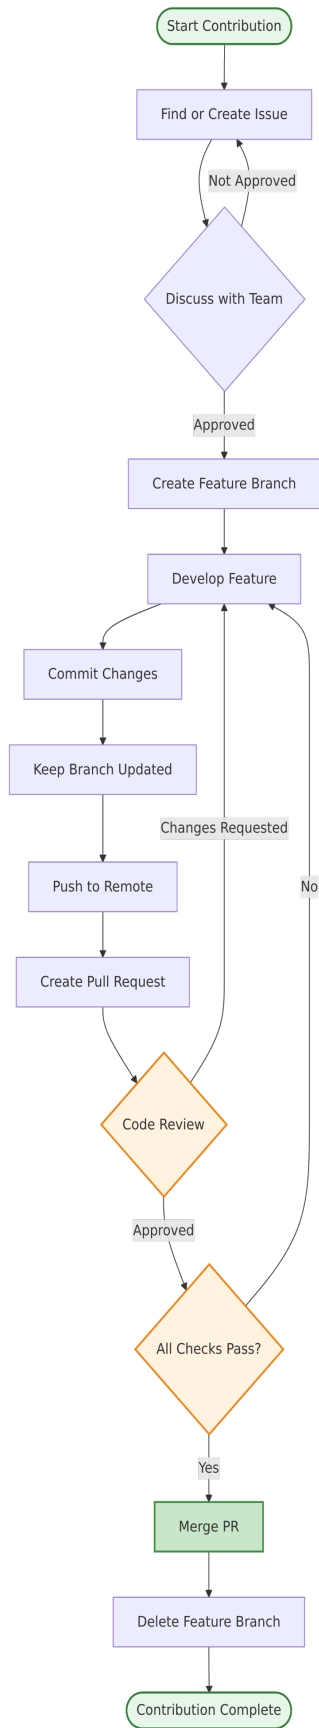 Start Contribution
Find or Create Issue
Not Approved
Discuss with Team
Approved
Create Feature Branch
Develop Feature
Commit Changes
Keep Branch Updated
Changes Requested
No
Push to Remote
Create Pull Request
Code Review
Approved
All Checks Pass?
Yes
Merge PR
Delete Feature Branch
Contribution Complete